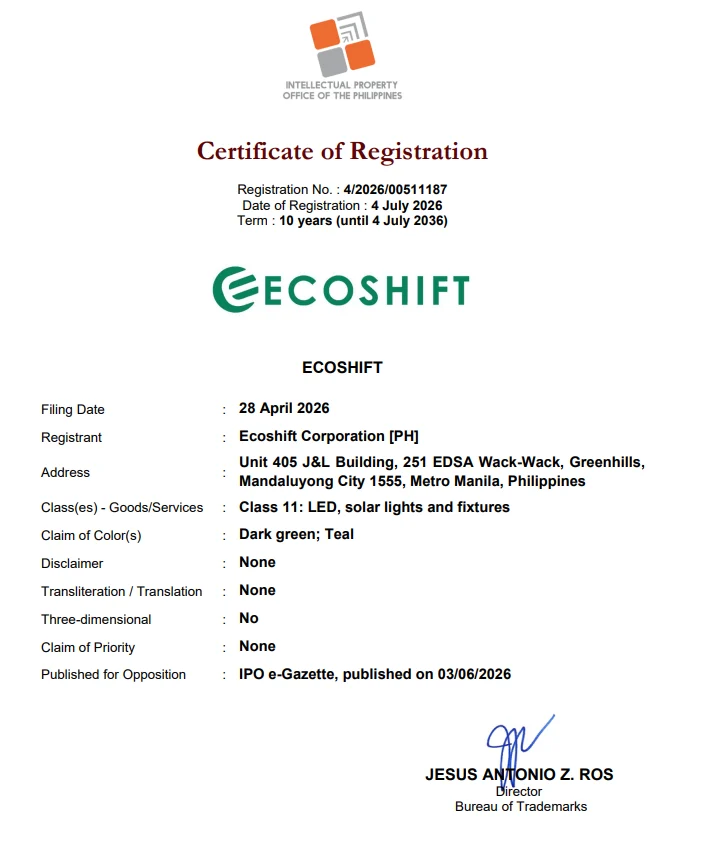 INTELLECTUAL PROPERTY
OFFICE OF THE PHILIPPINES
Certificate of Registration
Registration No. : 4/2026/00511187
Date of Registration : 4 July 2026
Term : 10 years (until 4 July 2036)
ECOSHIFT
ECOSHIFT
Filing Date : 28 April 2026
Registrant : Ecoshift Corporation [PH]
Address : Unit 405 J&L Building, 251 EDSA Wack-Wack, Greenhills,
Mandaluyong City 1555, Metro Manila, Philippines
Class(es) - Goods/Services : Class 11: LED, solar lights and fixtures
Claim of Color(s) : Dark green; Teal
Disclaimer : None
Transliteration / Translation : None
Three-dimensional : No
Claim of Priority : None
Published for Opposition : IPO e-Gazette, published on 03/06/2026
JESUS ANTONIO Z. ROS
Director
Bureau of Trademarks